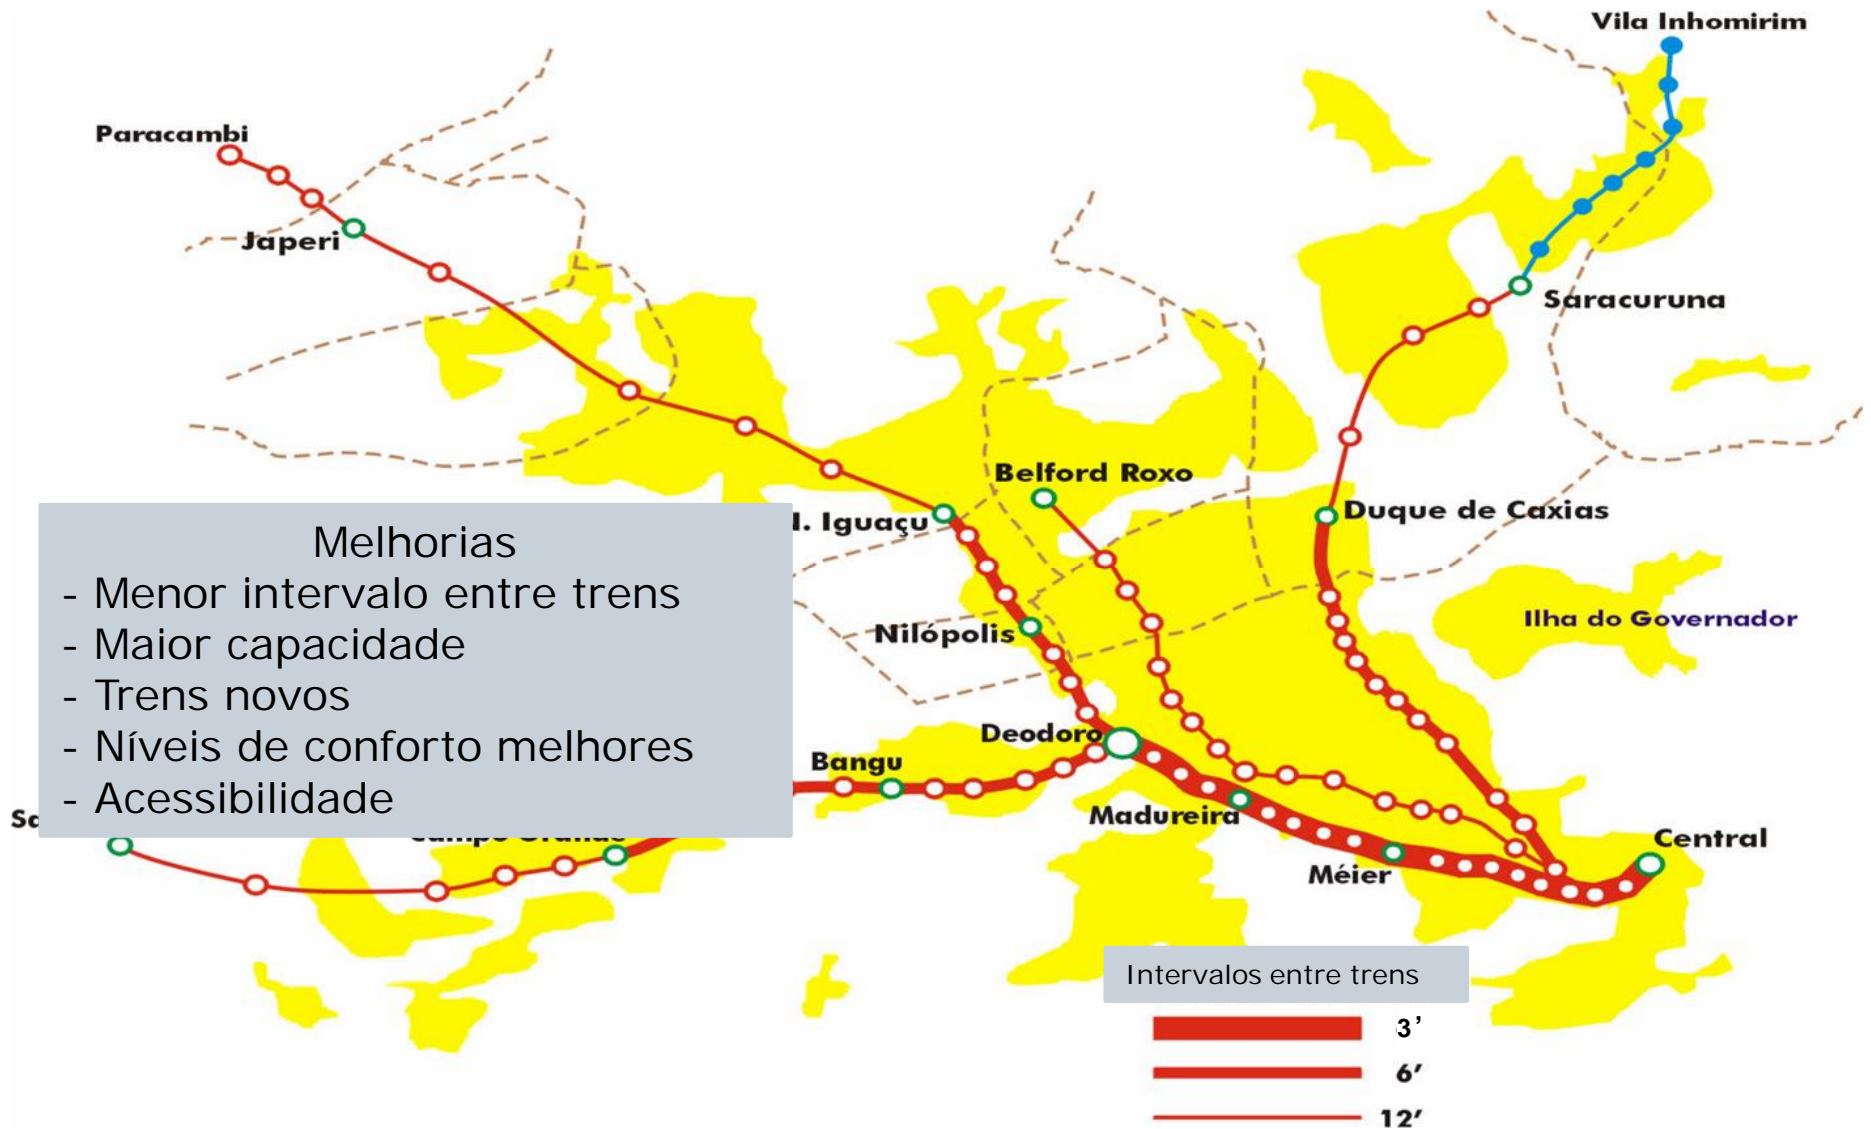 Vila Inhomirim
Paracambi
Japeri
Saracuruna
Belford Roxo
Iguaçu
Duque de Caxias
Melhorias
- Menor intervalo entre trens
- Maior capacidade
- Trens novos
- Níveis de conforto melhores
- Acessibilidade
Ilha do Governador
Nilópolis
Deodoro
Bangu
Madureira
Central
Méier
Intervalos entre trens
3’
6’
12’